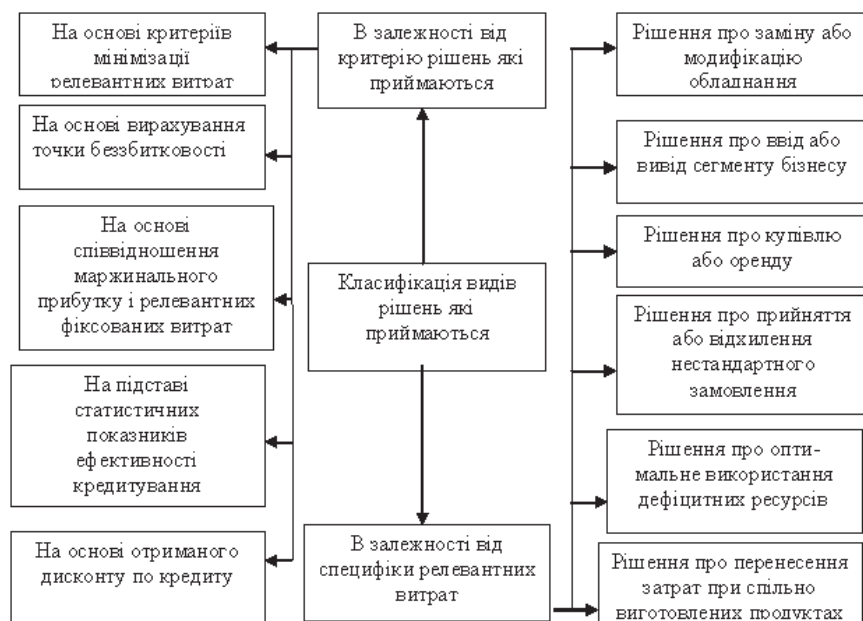 На основі критеріїв
мінімізації
релевантних витрат
На основі вирахування
точки беззбитковості
На основі
співвідношення
маржинального
прибутку і релевантних
фіксованих витрат
На підставі
статистичних
показників
ефективності
кредитування
На основі отриманого
дисконту по кредиту
В залежності від
критерію рішень які
приймаються
Класифікація видів
рішень які
приймаються
В залежності від
специфіки релевантних
витрат
Рішення про заміну або
модифікацію
обладнання
Рішення про ввід або
вивід сегменту бізнесу
Рішення про купівлю
або оренду
Рішення про прийняття
або відхилення
нестандартного
замовлення
Рішення про опти-
мальне використання
дефіцитних ресурсів
Рішення про перенесення
затрат при спільно
виготовлених продуктах